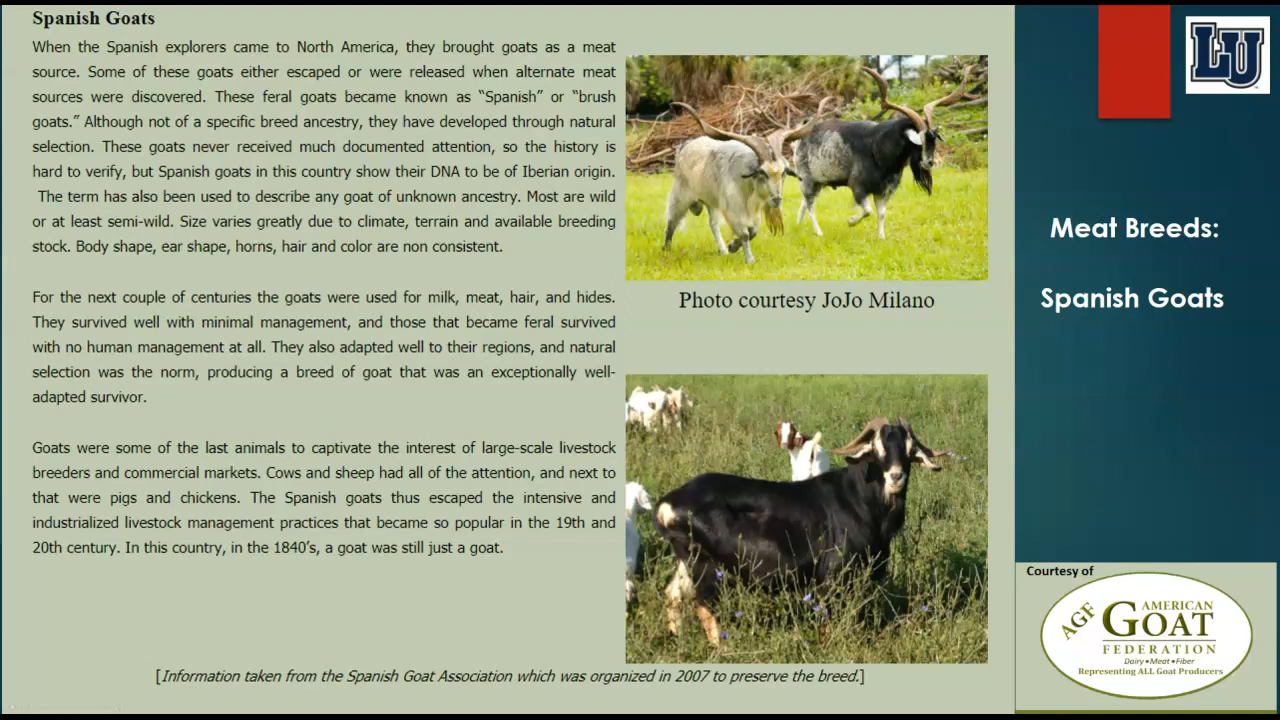 Spanish Goats
When the Spanish explorers came to North America, they brought goats as a meat
source. Some of these goats either escaped or were released when alternate meat
sources were discovered. These feral goats became known as “Spanish” or “brush
goats.” Although not of a specific breed ancestry, they have developed through natural
selection. These goats never received much documented attention, so the history is
hard to verify, but Spanish goats in this country show their DNA to be of Iberian origin.
The term has also been used to describe any goat of unknown ancestry. Most are wild
or at least semi-wild. Size varies greatly due to climate, terrain and available breeding
stock. Body shape, ear shape, horns, hair and color are non consistent.
For the next couple of centuries the goats were used for milk, meat, hair, and hides.
They survived well with minimal management, and those that became feral survived
with no human management at all. They also adapted well to their regions, and natural
selection was the norm, producing a breed of goat that was an exceptionally well-
adapted survivor.
Goats were some of the last animals to captivate the interest of large-scale livestock
breeders and commercial markets. Cows and sheep had all of the attention, and next to
that were pigs and chickens. The Spanish goats thus escaped the intensive and
industrialized livestock management practices that became so popular in the 19th and
20th century. In this country, in the 1840’s, a goat was still just a goat.
Photo courtesy JoJo Milano
[Information taken from the Spanish Goat Association which was organized in 2007 to preserve the breed.]
LU
Meat Breeds:
Spanish Goats
Courtesy of
AGF
AMERICAN
GOAT
FEDERATION
Dairy•Meat•Fiber
Representing ALL Goat Producers